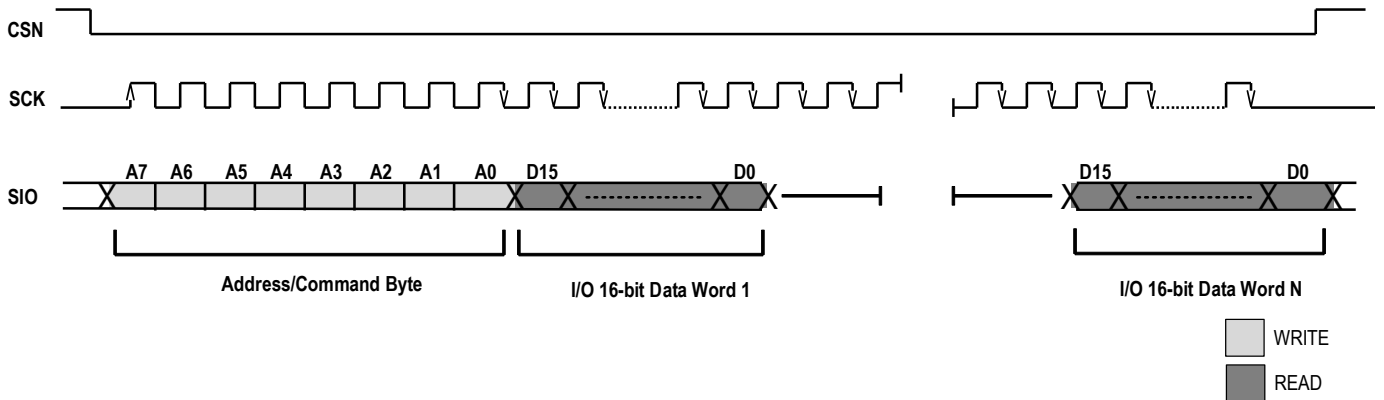 CSN
SCK
A7 A6 A5 A4 A3 A2 A1 A0 D15 D0 D15 D0
SIO
Address/Command Byte
I/O 16-bit Data Word 1
I/O 16-bit Data Word N
WRITE
READ